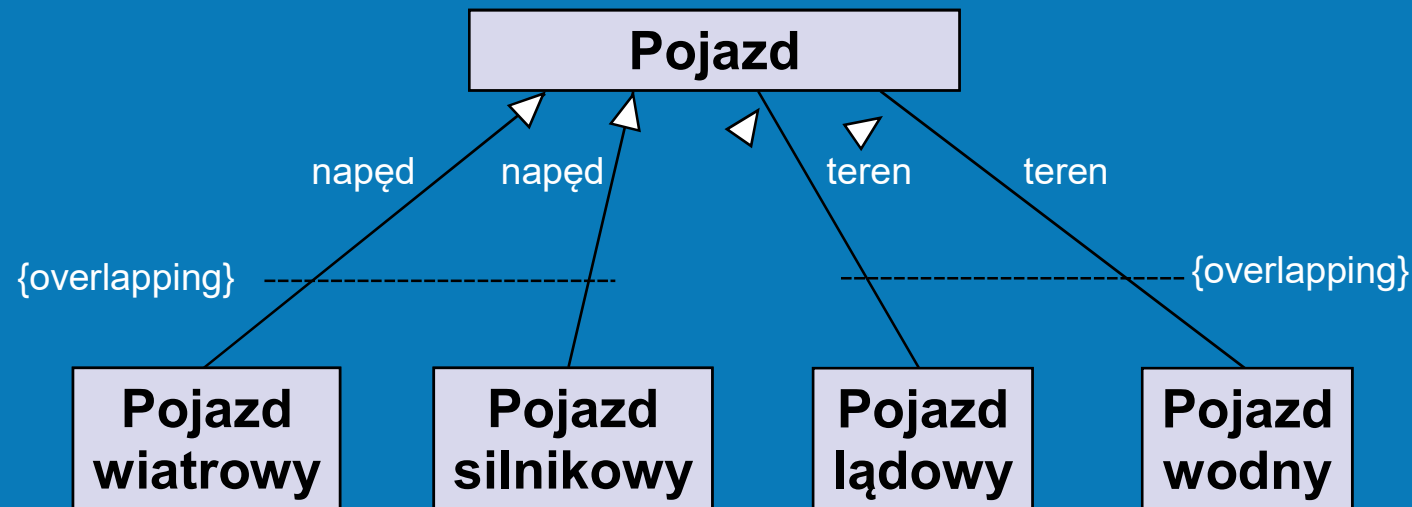 Pojazd
napęd
napęd
teren
teren
{overlapping}
{overlapping}
Pojazd
wiatrowy
Pojazd
silnikowy
Pojazd
lądowy
Pojazd
wodny